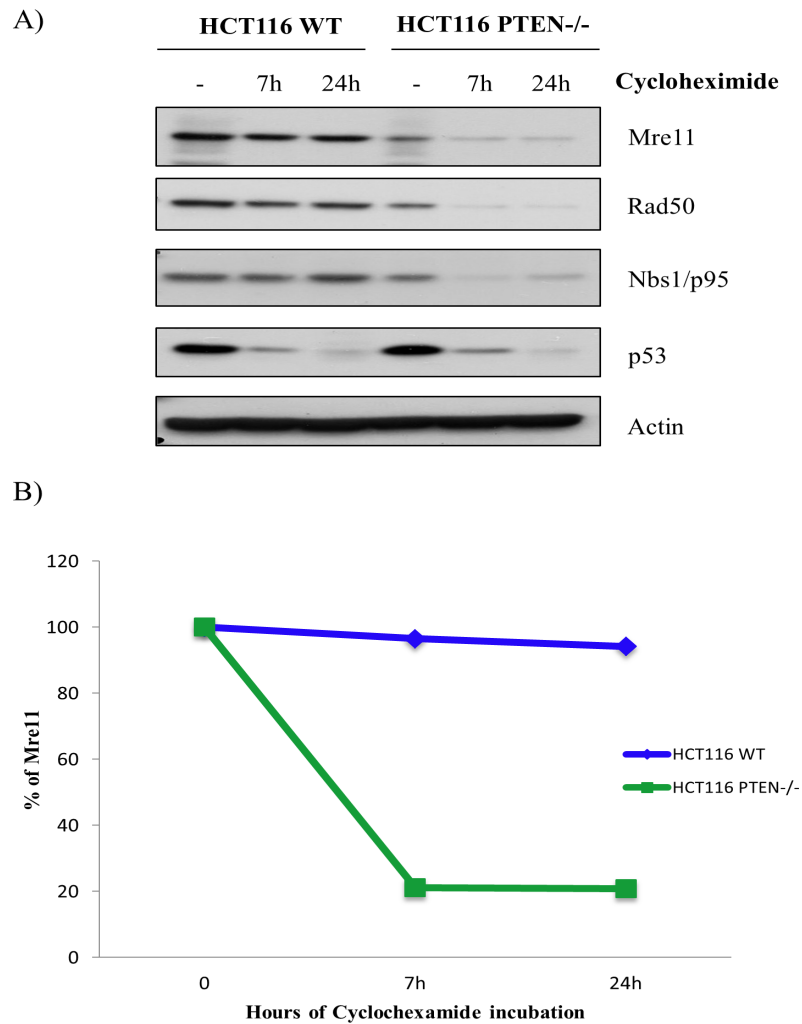 A)
HCT116 WT HCT116 PTEN-/-
- 7h 24h - 7h 24h Cycloheximide
Mre11
Rad50
Nbs1/p95
p53
Actin
B)
120
100
80
60
40
20
0
% of Mre11
0 7h 24h
Hours of Cyclochexamide incubation
HCT116 WT
HCT116 PTEN-/-